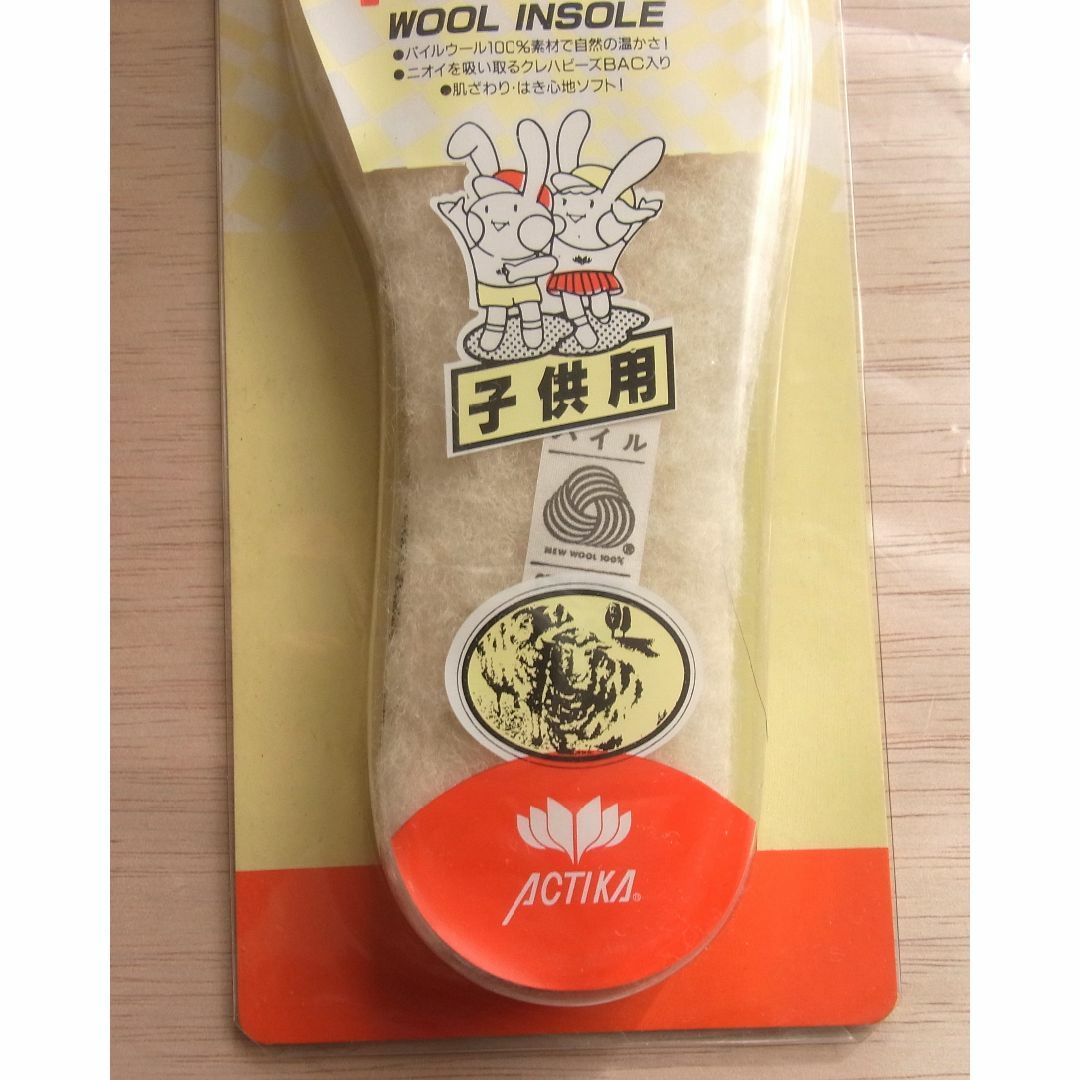 WOOL INSOLE
●パイルウール100%素材で自然の温かさ!
●ニオイを吸い取るクレハビーズBAC入り
●肌ざわり・はき心地ソフト!
子供用
パイル
NEW WOOL 100%
®
ACTIKA®